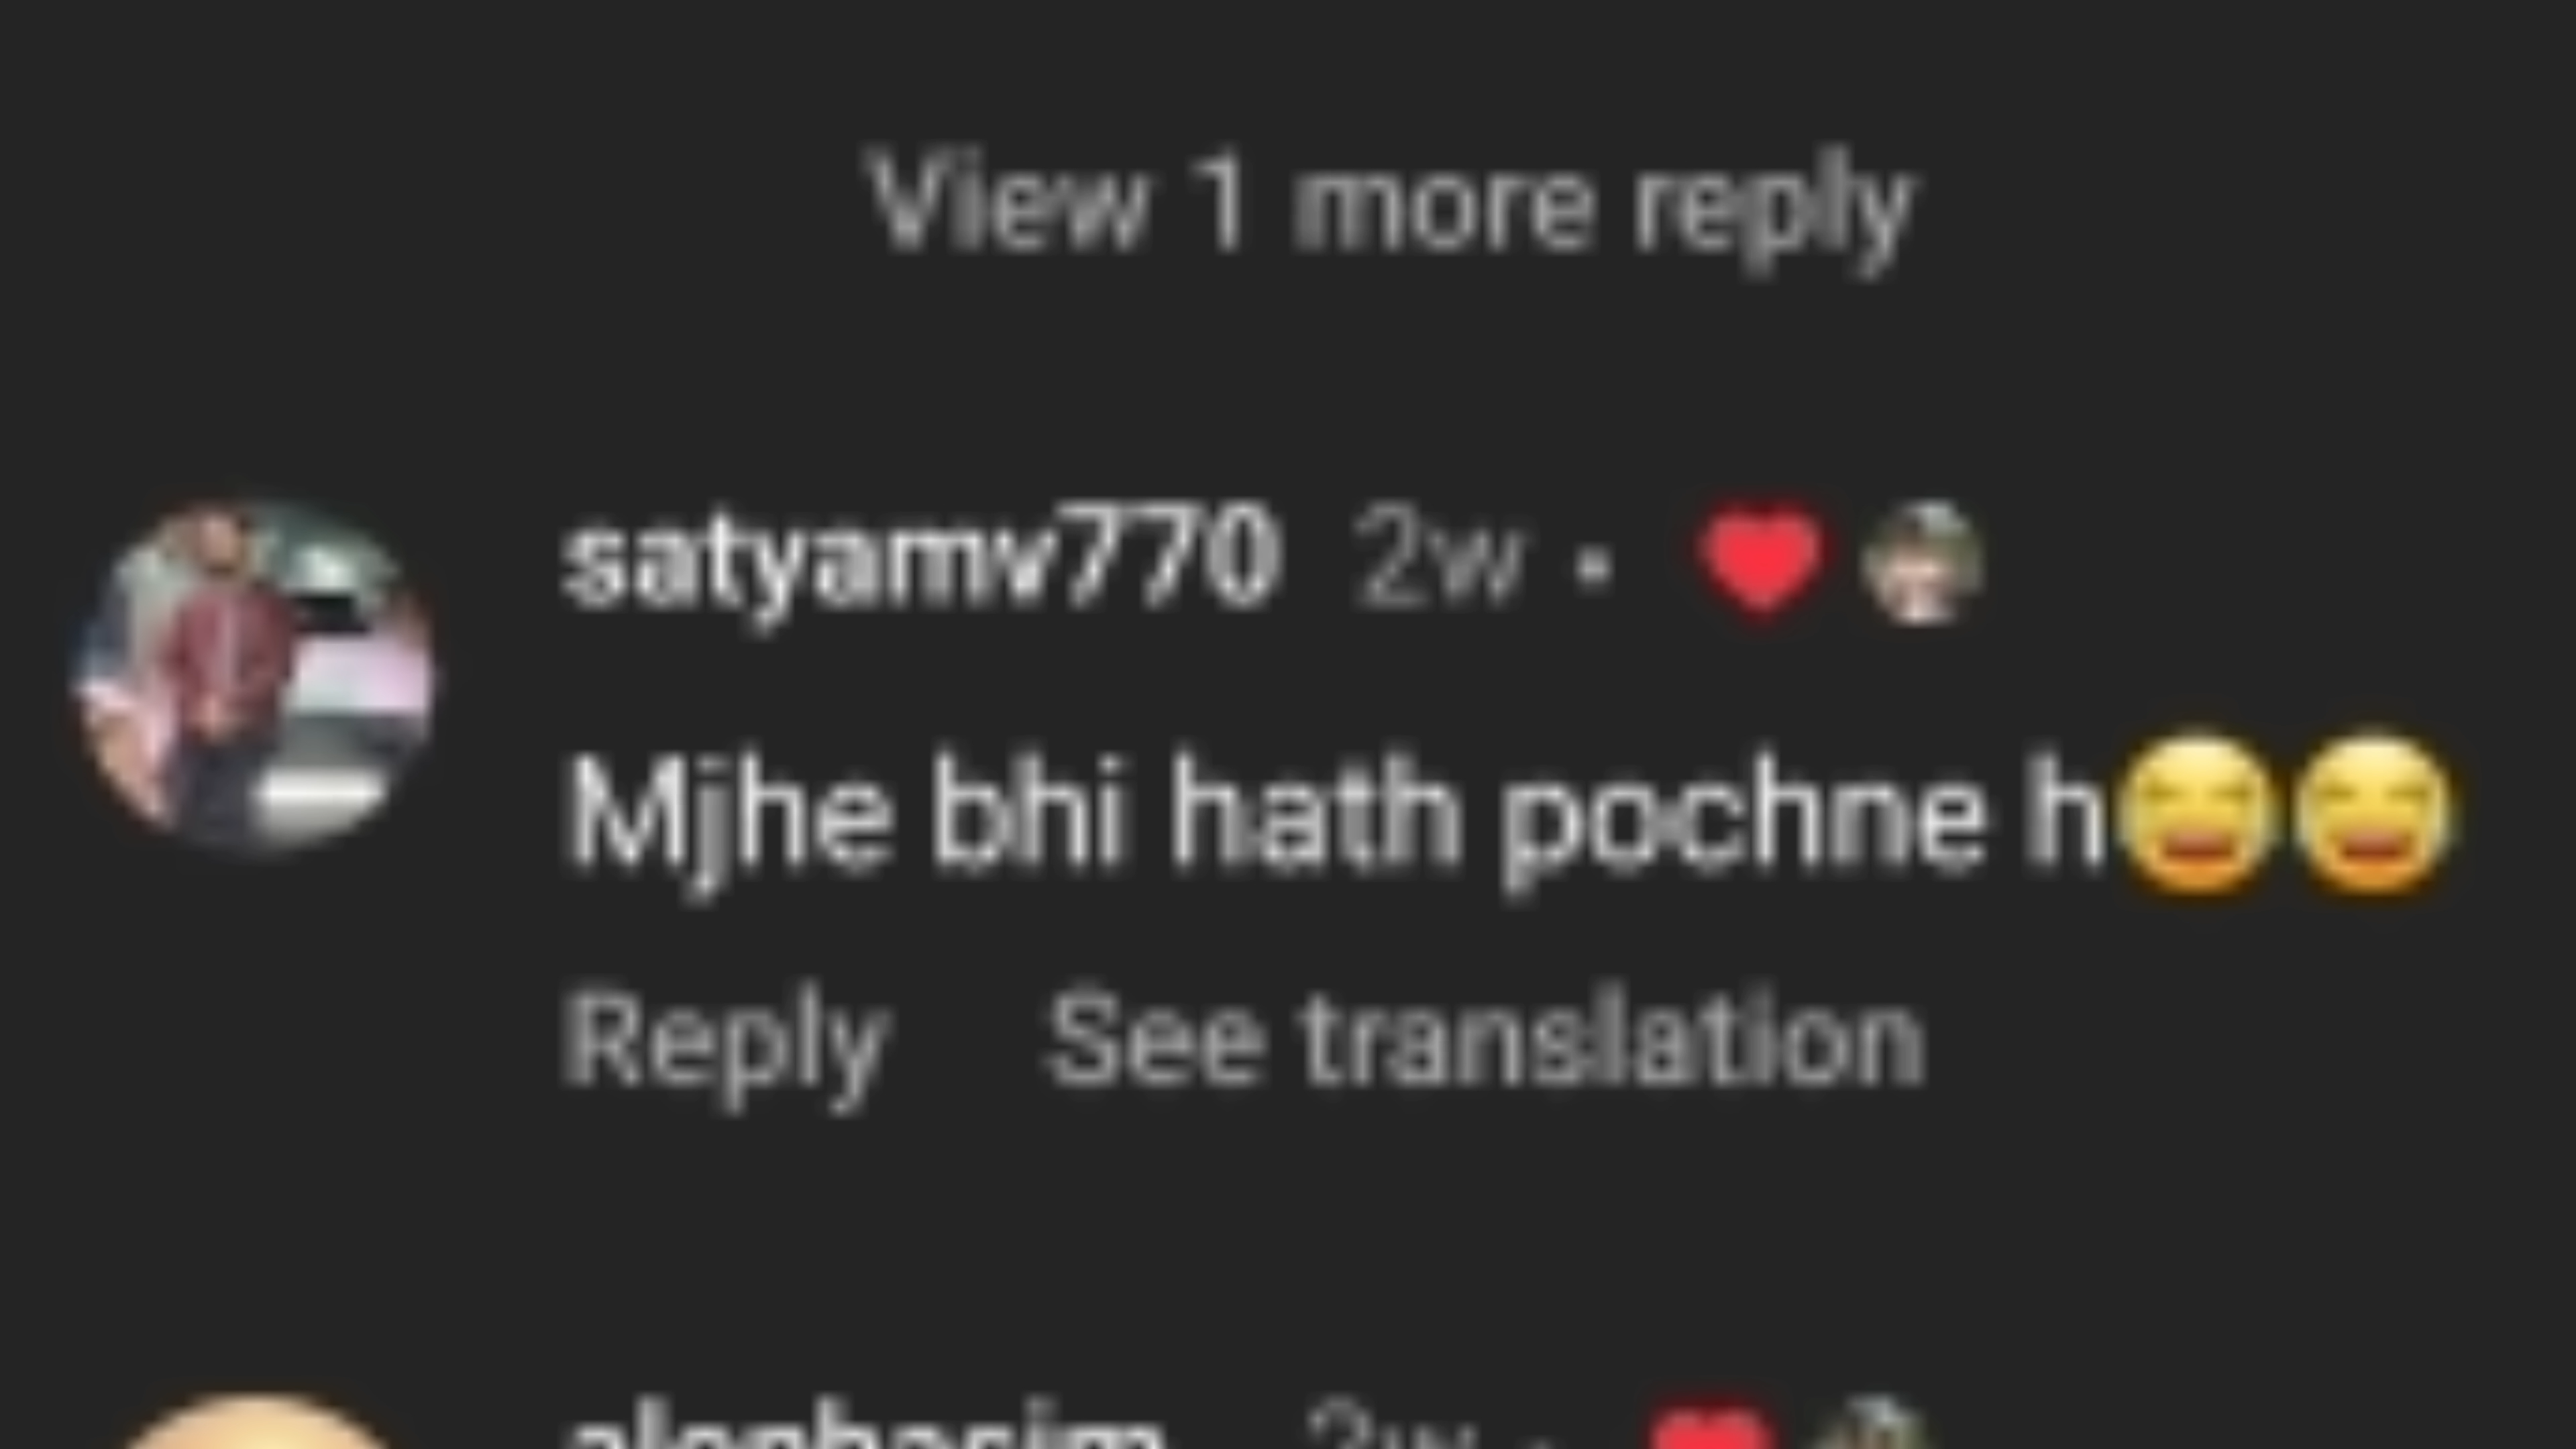 View 1 more reply
satyamv770 2w •
Mjhe bhi hath pochne h😄😄
Reply See translation